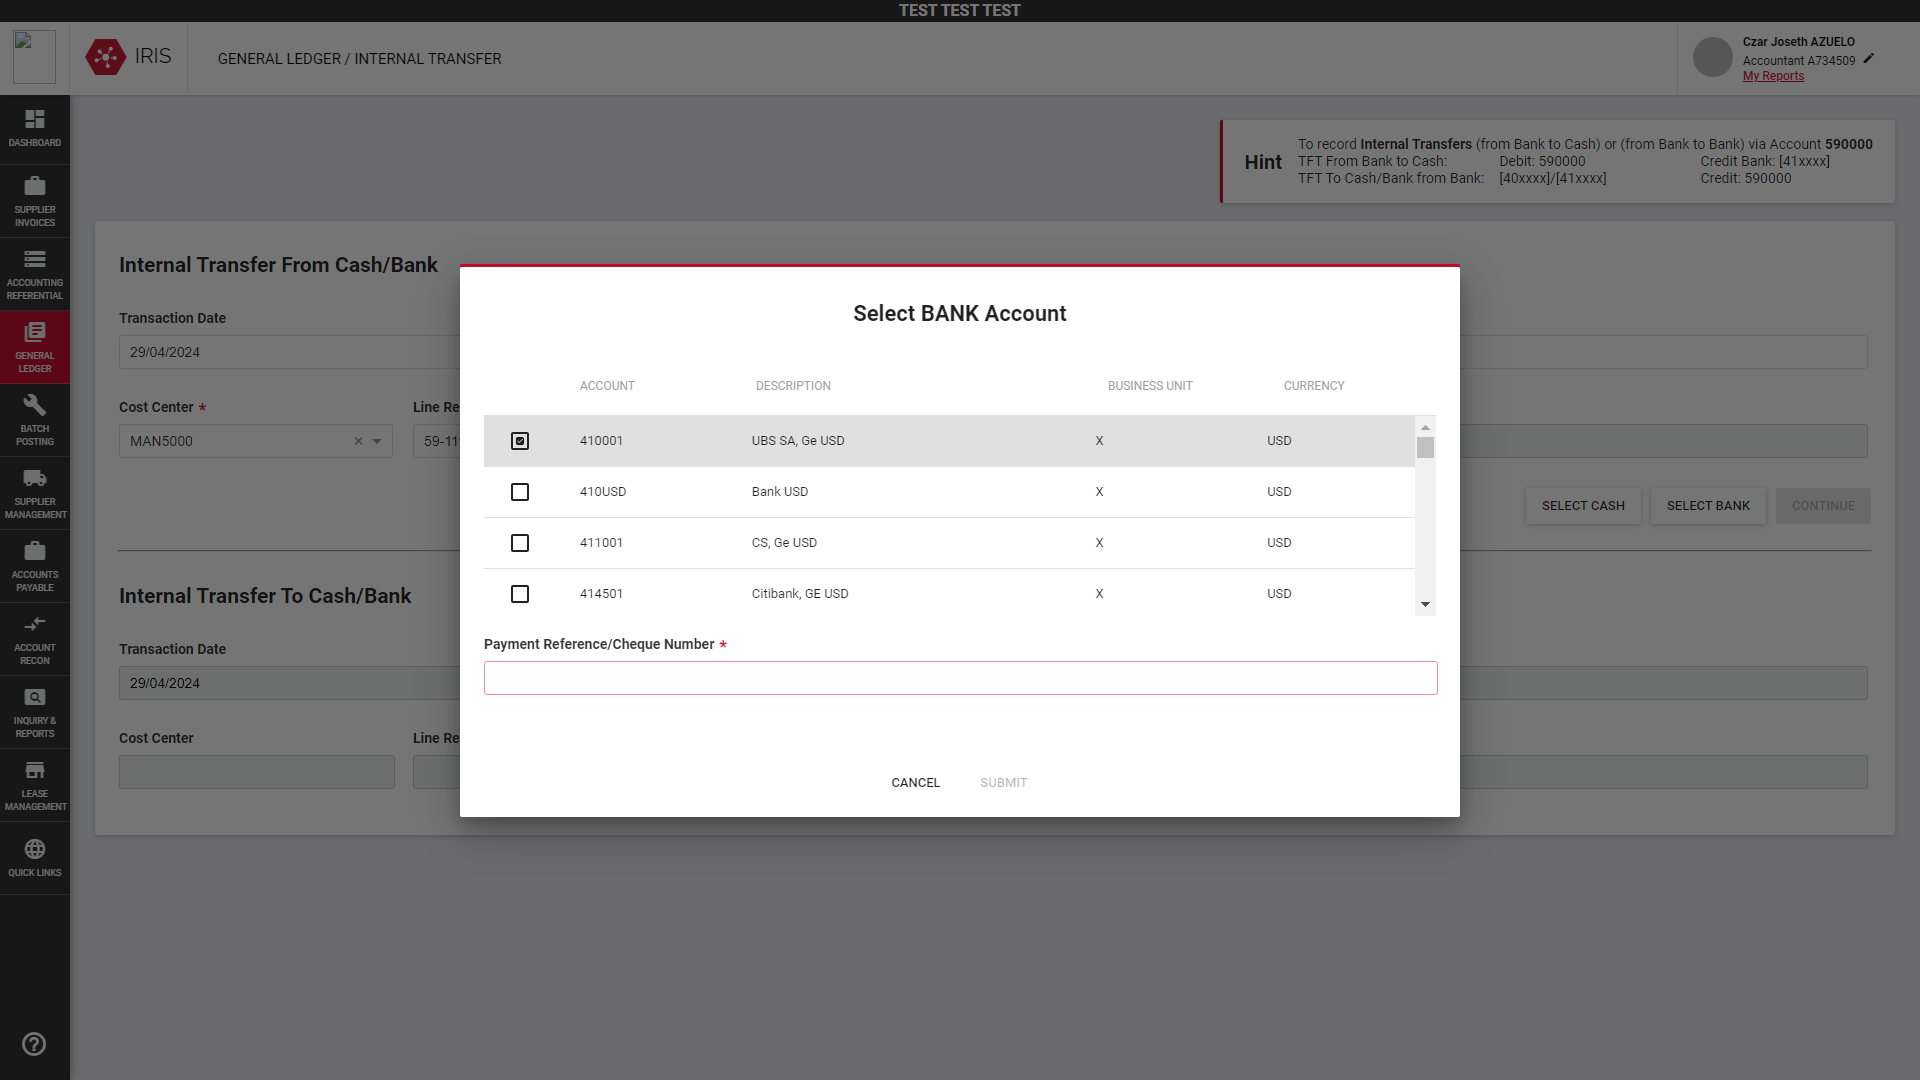 TEST TEST TEST
IRIS
GENERAL LEDGER / INTERNAL TRANSFER
Czar Joseth AZUELO
Accountant A734509
My Reports
DASHBOARD
SUPPLIER
INVOICES
ACCOUNTING
REFERENTIAL
GENERAL
LEDGER
BATCH
POSTING
SUPPLIER
MANAGEMENT
ACCOUNTS
PAYABLE
ACCOUNT
RECON
INQUIRY &
REPORTS
LEASE
MANAGEMENT
QUICK LINKS
Hint
To record Internal Transfers (from Bank to Cash) or (from Bank to Bank) via Account 590000
TFT From Bank to Cash: Debit: 590000 Credit Bank: [41xxxx]
TFT To Cash/Bank from Bank: [40xxxx]/[41xxxx] Credit: 590000
Internal Transfer From Cash/Bank
Transaction Date
29/04/2024
Cost Center *
Line Re
MAN5000
59-11
SELECT CASH
SELECT BANK
CONTINUE
Internal Transfer To Cash/Bank
Transaction Date
29/04/2024
Cost Center
Line Re
Select BANK Account
ACCOUNT DESCRIPTION BUSINESS UNIT CURRENCY
410001 UBS SA, Ge USD X USD
410USD Bank USD X USD
411001 CS, Ge USD X USD
414501 Citibank, GE USD X USD
Payment Reference/Cheque Number *
CANCEL
SUBMIT